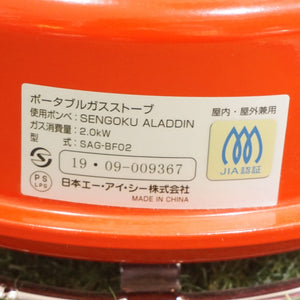 ポータブルガスストーブ
使用ボンベ：SENGOKU ALADDIN
ガス消費量：2.0kW
型　　式：SAG-BF02
屋内・屋外兼用
JIA認証
PS
LPG
19・09-009367
日本エー・アイ・シー株式会社
MADE IN CHINA